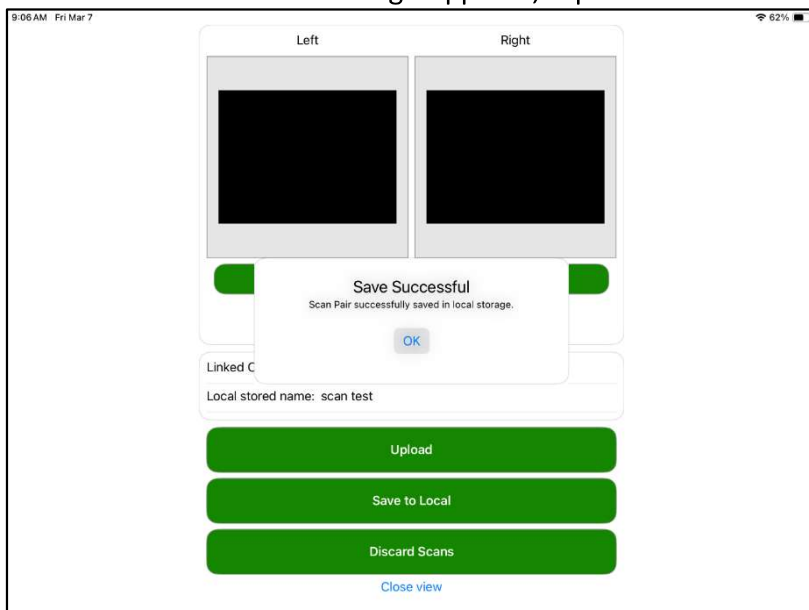 9:06 AM Fri Mar 7
62%
Left
Right
Save Successful
Scan Pair successfully saved in local storage.
OK
Linked
Local stored name: scan test
Upload
Save to Local
Discard Scans
Close view